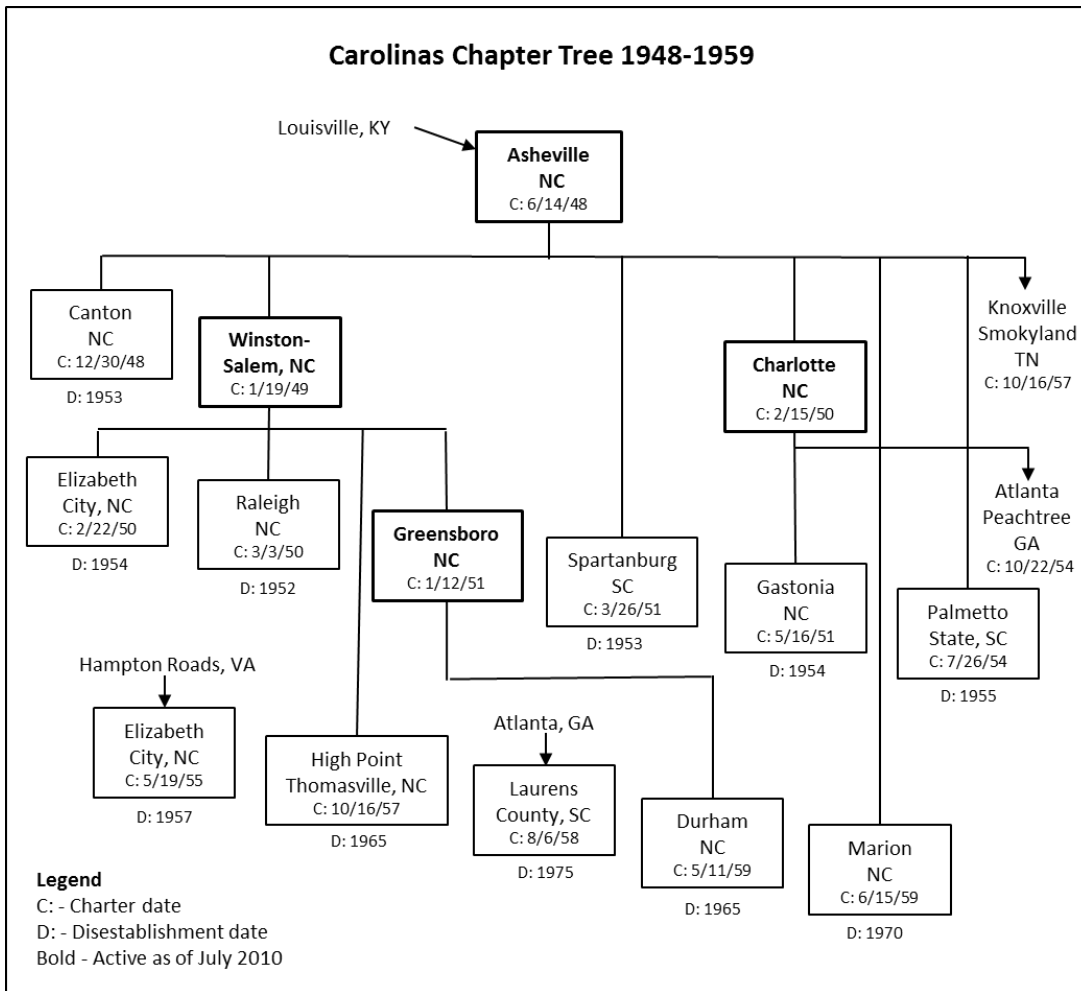 Carolinas Chapter Tree 1948-1959
Louisville, KY
Asheville
NC
C: 6/14/48
Canton
NC
C: 12/30/48
D: 1953
Winston-
Salem, NC
C: 1/19/49
Charlotte
NC
C: 2/15/50
Knoxville
Smokyland
TN
C: 10/16/57
Elizabeth
City, NC
C: 2/22/50
D: 1954
Raleigh
NC
C: 3/3/50
D: 1952
Greensboro
NC
C: 1/12/51
Spartanburg
SC
C: 3/26/51
D: 1953
Gastonia
NC
C: 5/16/51
D: 1954
Atlanta
Peachtree
GA
C: 10/22/54
Palmetto
State, SC
C: 7/26/54
D: 1955
Hampton Roads, VA
Elizabeth
City, NC
C: 5/19/55
D: 1957
High Point
Thomasville, NC
C: 10/16/57
D: 1965
Atlanta, GA
Laurens
County, SC
C: 8/6/58
D: 1975
Durham
NC
C: 5/11/59
D: 1965
Marion
NC
C: 6/15/59
D: 1970
Legend
C: - Charter date
D: - Disestablishment date
Bold - Active as of July 2010